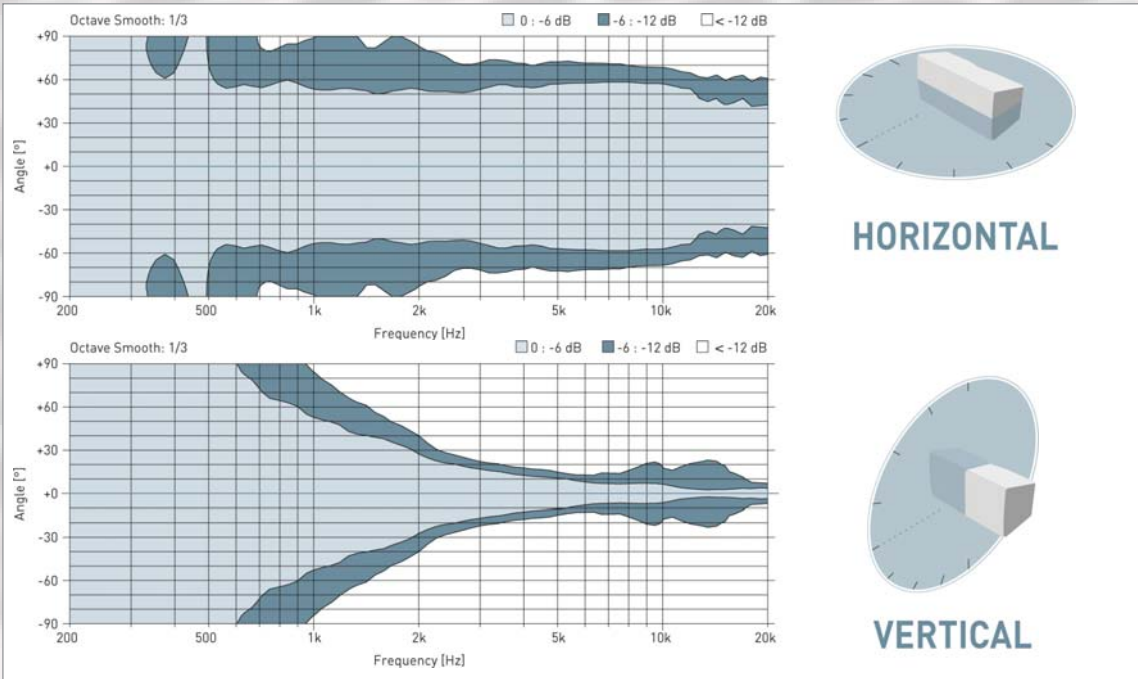 Octave Smooth: 1/3
0 : -6 dB
-6 : -12 dB
< -12 dB
+90
+60
+30
+0
-30
-60
-90
Angle [°]
200
500
1k
2k
5k
10k
20k
Frequency [Hz]
HORIZONTAL
Octave Smooth: 1/3
0 : -6 dB
-6 : -12 dB
< -12 dB
+90
+60
+30
+0
-30
-60
-90
Angle [°]
200
500
1k
2k
5k
10k
20k
Frequency [Hz]
VERTICAL